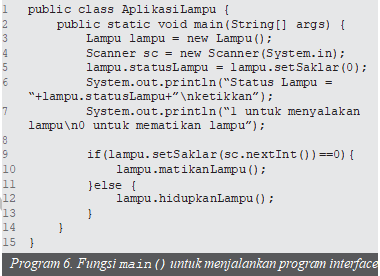 1 public class AplikasiLampu {
2 public static void main(String[] args) {
3 Lampu lampu = new Lampu();
4 Scanner sc = new Scanner(System.in);
5 lampu.statusLampu = lampu.setSaklar(0);
6 System.out.println(“Status Lampu =
“+lampu.statusLampu+”\nketikkan”);
7 System.out.println(“1 untuk menyalakan
lampu\n0 untuk mematikan lampu”);
8
9 if(lampu.setSaklar(sc.nextInt())==0){
10 lampu.matikanLampu();
11 }else {
12 lampu.hidupkanLampu();
13 }
14 }
15 }
Program 6. Fungsi main() untuk menjalankan program interface